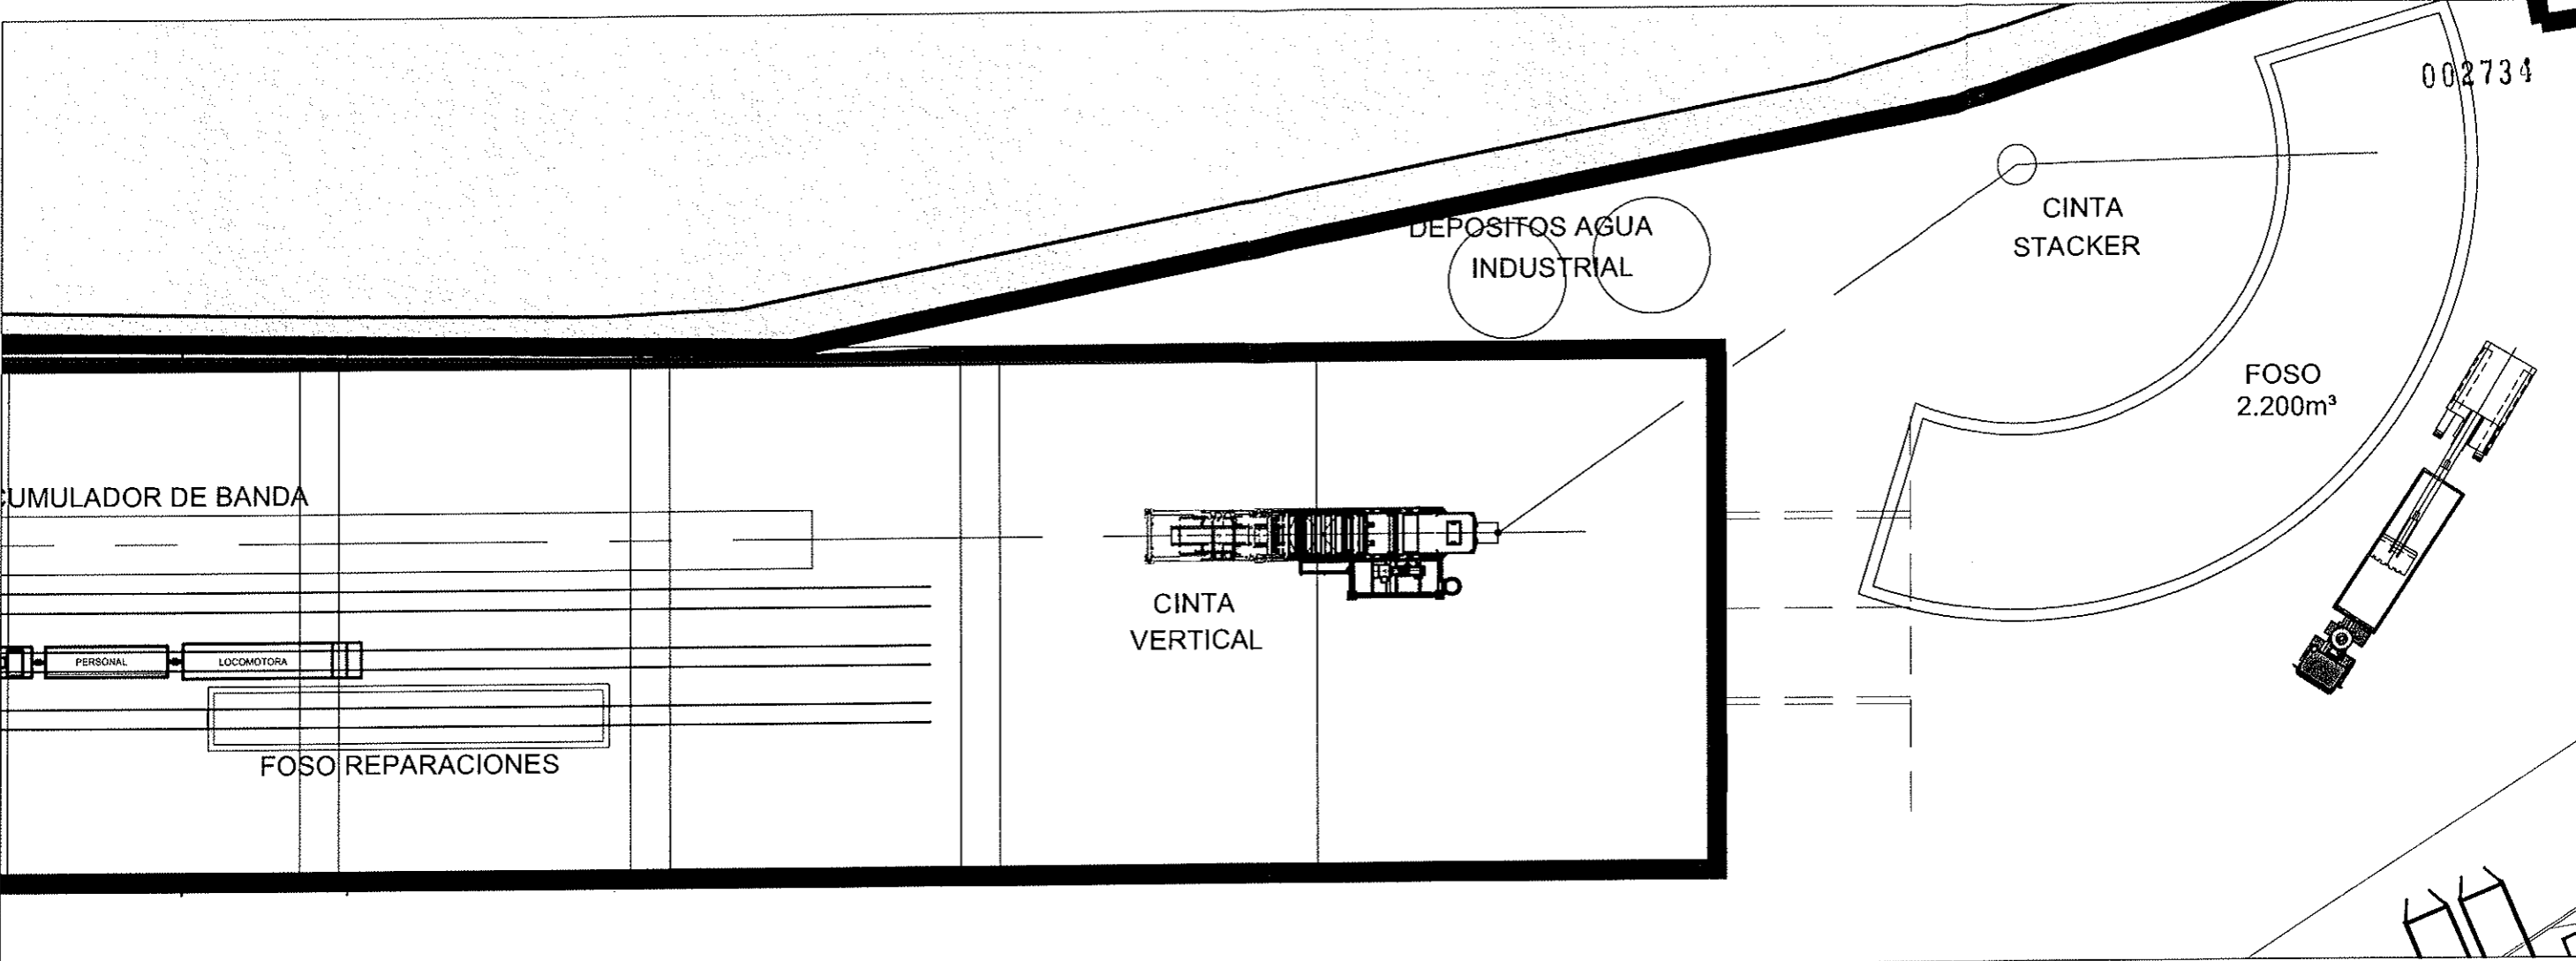 002734
CINTA
STACKER
DEPOSITOS AGUA
INDUSTRIAL
FOSO
2.200m³
CUMULADOR DE BANDA
CINTA
VERTICAL
PERSONAL
LOCOMOTORA
FOSO REPARACIONES